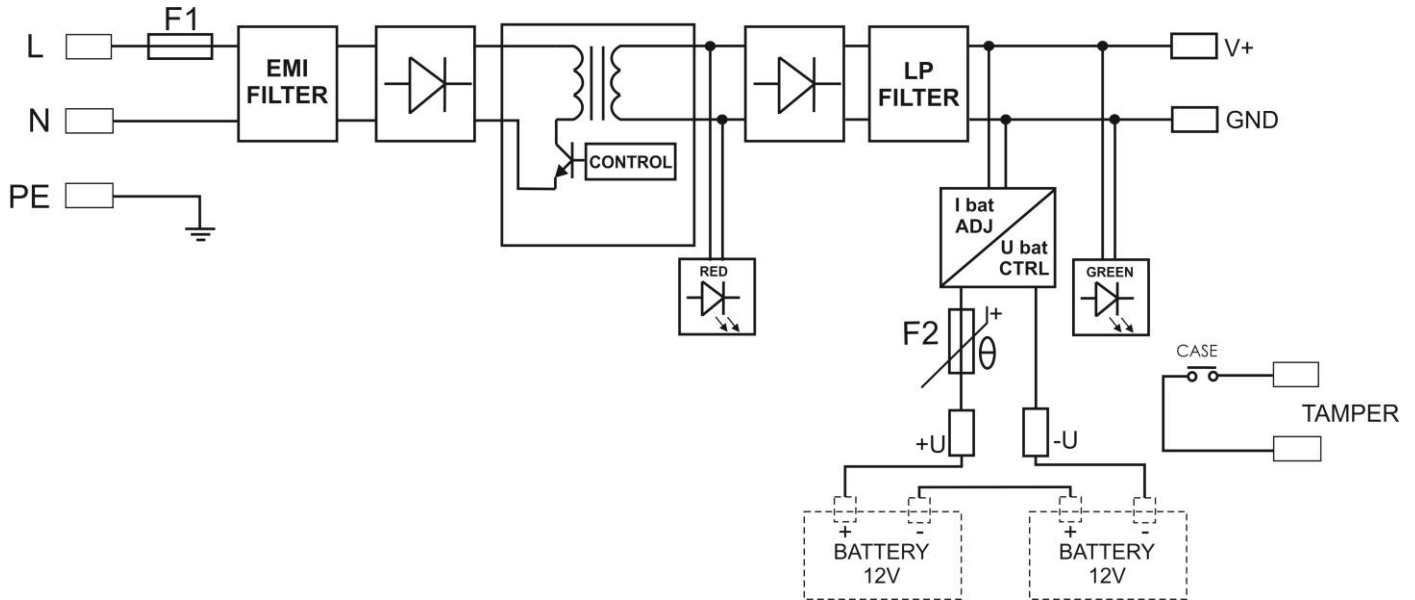 F1
L
N
PE
EMI
FILTER
CONTROL
LP
FILTER
V+
GND
RED
I bat
ADJ
U bat
CTRL
GREEN
F2
I+
θ
+U
-U
CASE
TAMPER
+
-
BATTERY
12V
+
-
BATTERY
12V